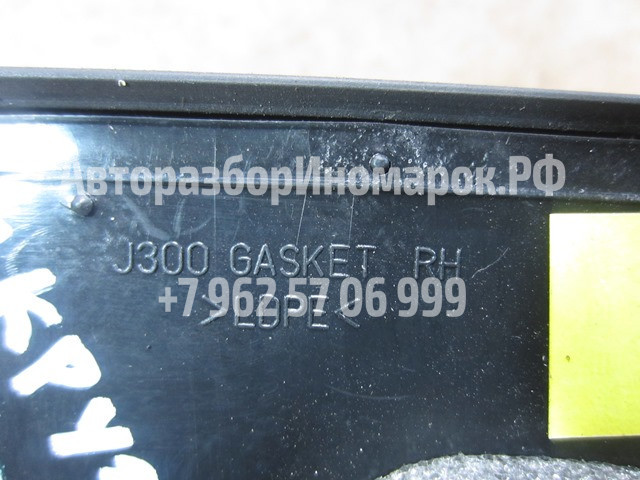 АвторазборИномарок.РФ
J300 GASKET RH
+7 962 57 06 999
>LDPE<